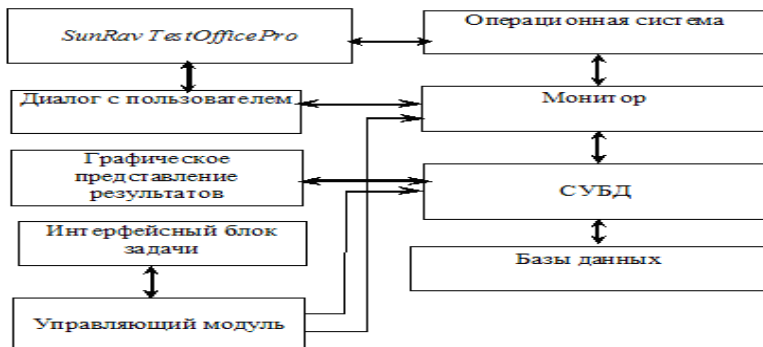 SunRav TestOfficePro
Операционная система
Диалог с пользователем
Монитор
Графическое
представление
результатов
СУБД
Интерфейсный блок
задачи
Базы данных
Управляющий модуль